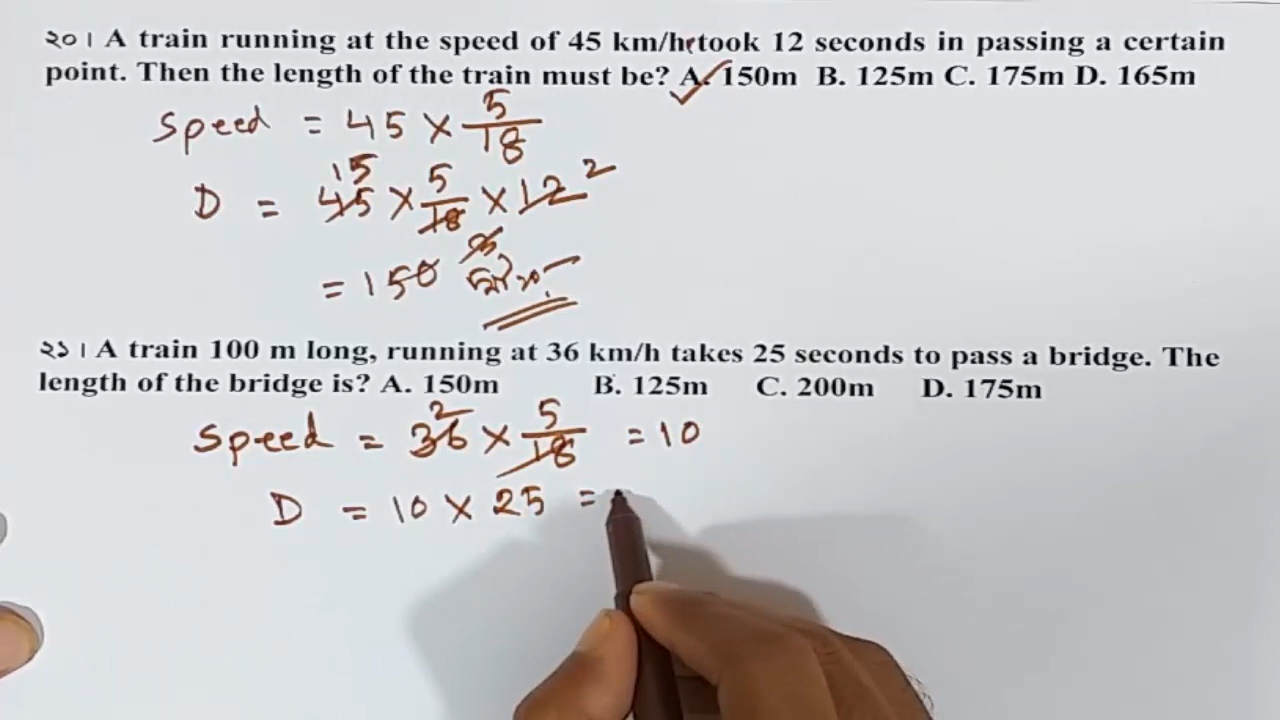 ২০। A train running at the speed of 45 km/hr took 12 seconds in passing a certain
point. Then the length of the train must be? A. 150m B. 125m C. 175m D. 165m
Speed = 45 × 5/18
15
D = 45 × 5/18 × 12 2
= 150 মি:
২১। A train 100 m long, running at 36 km/h takes 25 seconds to pass a bridge. The
length of the bridge is? A. 150m B. 125m C. 200m D. 175m
2
Speed = 36 × 5/18 = 10
D = 10 × 25 =